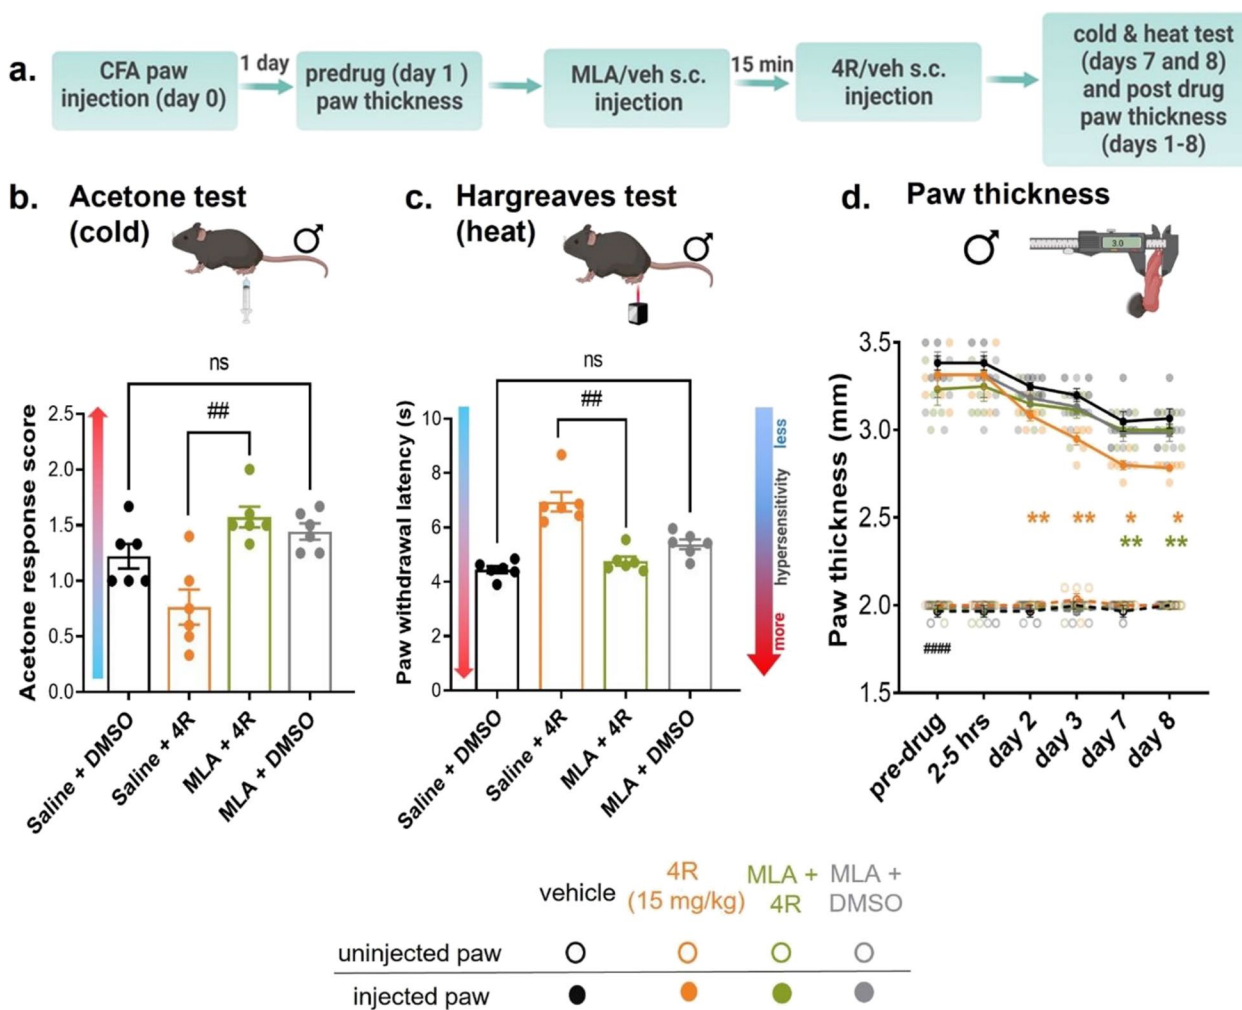 a.
CFA paw
injection (day 0)
1 day
predrug (day 1 )
paw thickness
MLA/veh s.c.
injection
15 min
4R/veh s.c.
injection
cold & heat test
(days 7 and 8)
and post drug
paw thickness
(days 1-8)
b. Acetone test
(cold)
♂
ns
##
Acetone response score
2.5
2.0
1.5
1.0
0.5
0.0
Saline + DMSO
Saline + 4R
MLA + 4R
MLA + DMSO
c. Hargreaves test
(heat)
♂
ns
##
Paw withdrawal latency (s)
10
8
6
4
2
0
Saline + DMSO
Saline + 4R
MLA + 4R
MLA + DMSO
less
hypersensitivity
more
d. Paw thickness
♂
3.0
Paw thickness (mm)
3.5
3.0
2.5
2.0
1.5
** ** * *
** **
####
pre-drug
2-5 hrs
day 2
day 3
day 7
day 8
vehicle
4R
(15 mg/kg)
MLA +
4R
MLA +
DMSO
uninjected paw
injected paw